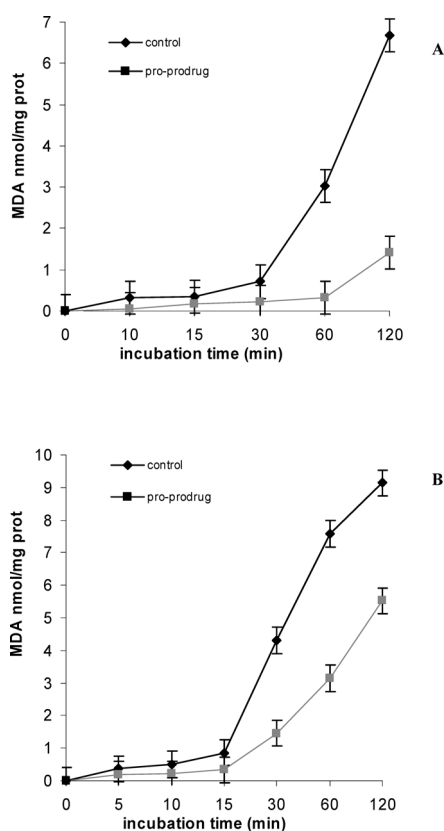 A
control
pro-prodrug
MDA nmol/mg prot
7
6
5
4
3
2
1
0
0 10 15 30 60 120
incubation time (min)
B
control
pro-prodrug
MDA nmol/mg prot
10
9
8
7
6
5
4
3
2
1
0
0 5 10 15 30 60 120
incubation time (min)